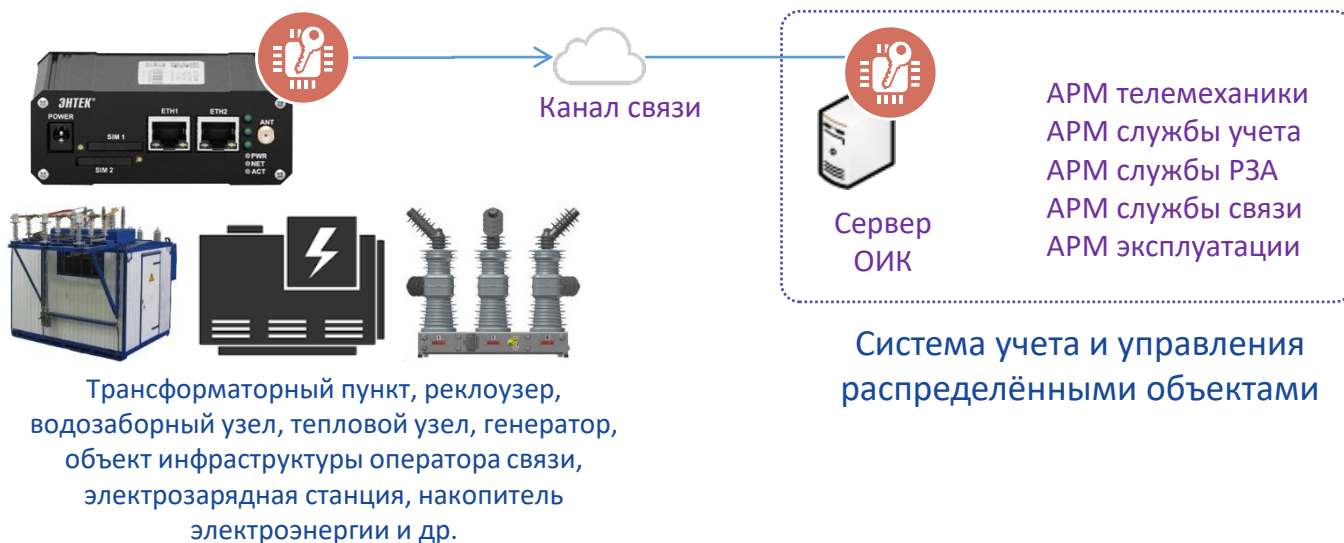 ЭНТЕК®
POWER
SIM 1
SIM 2
ETH1
ETH2
ANT
PWR
NET
ACT
Канал связи
Сервер
ОИК
АРМ телемеханики
АРМ службы учета
АРМ службы РЗА
АРМ службы связи
АРМ эксплуатации
Система учета и управления
распределёнными объектами
Трансформаторный пункт, реклоузер,
водозаборный узел, тепловой узел, генератор,
объект инфраструктуры оператора связи,
электрозарядная станция, накопитель
электроэнергии и др.